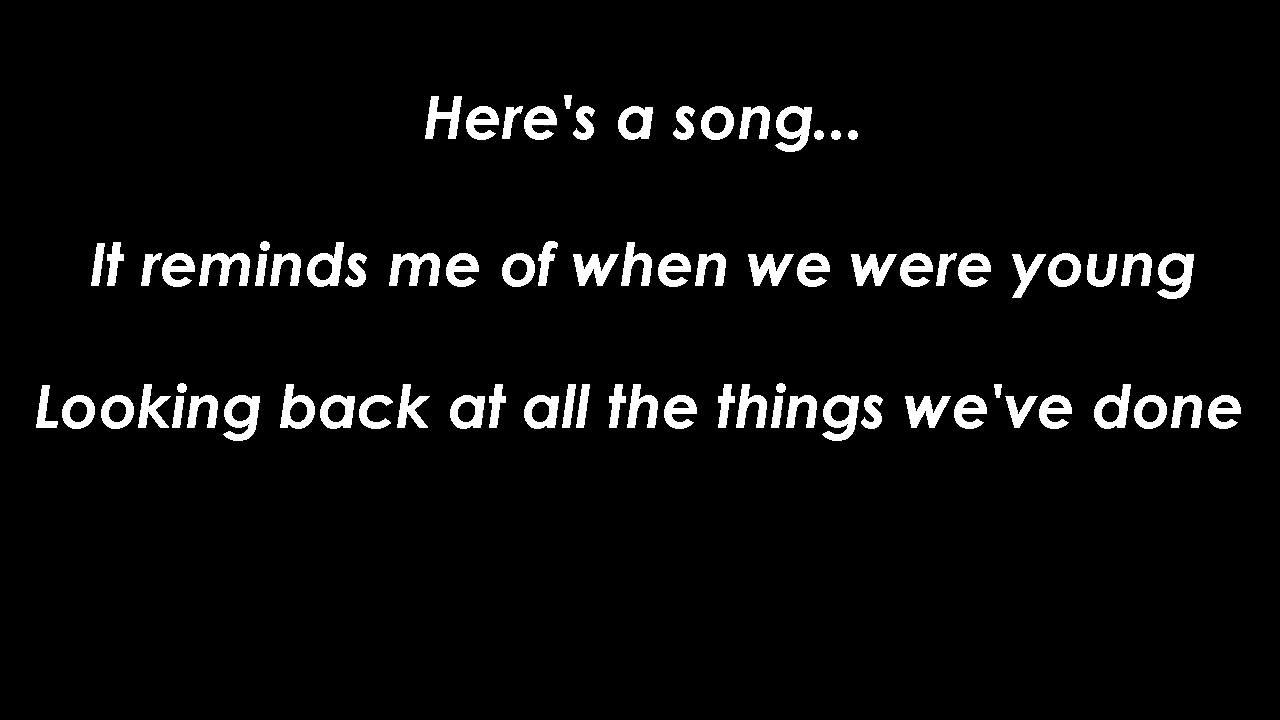 Here's a song...
It reminds me of when we were young
Looking back at all the things we've done